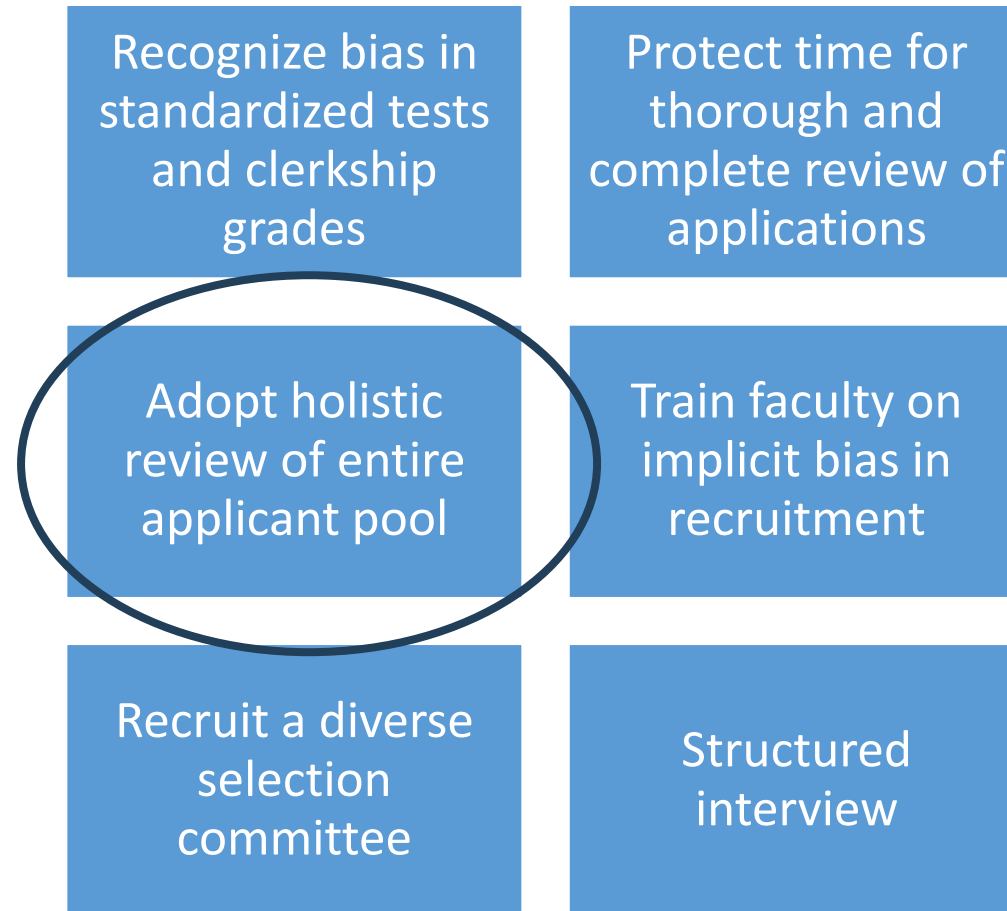 Recognize bias in
standardized tests
and clerkship
grades
Protect time for
thorough and
complete review of
applications
Adopt holistic
review of entire
applicant pool
Train faculty on
implicit bias in
recruitment
Recruit a diverse
selection
committee
Structured
interview